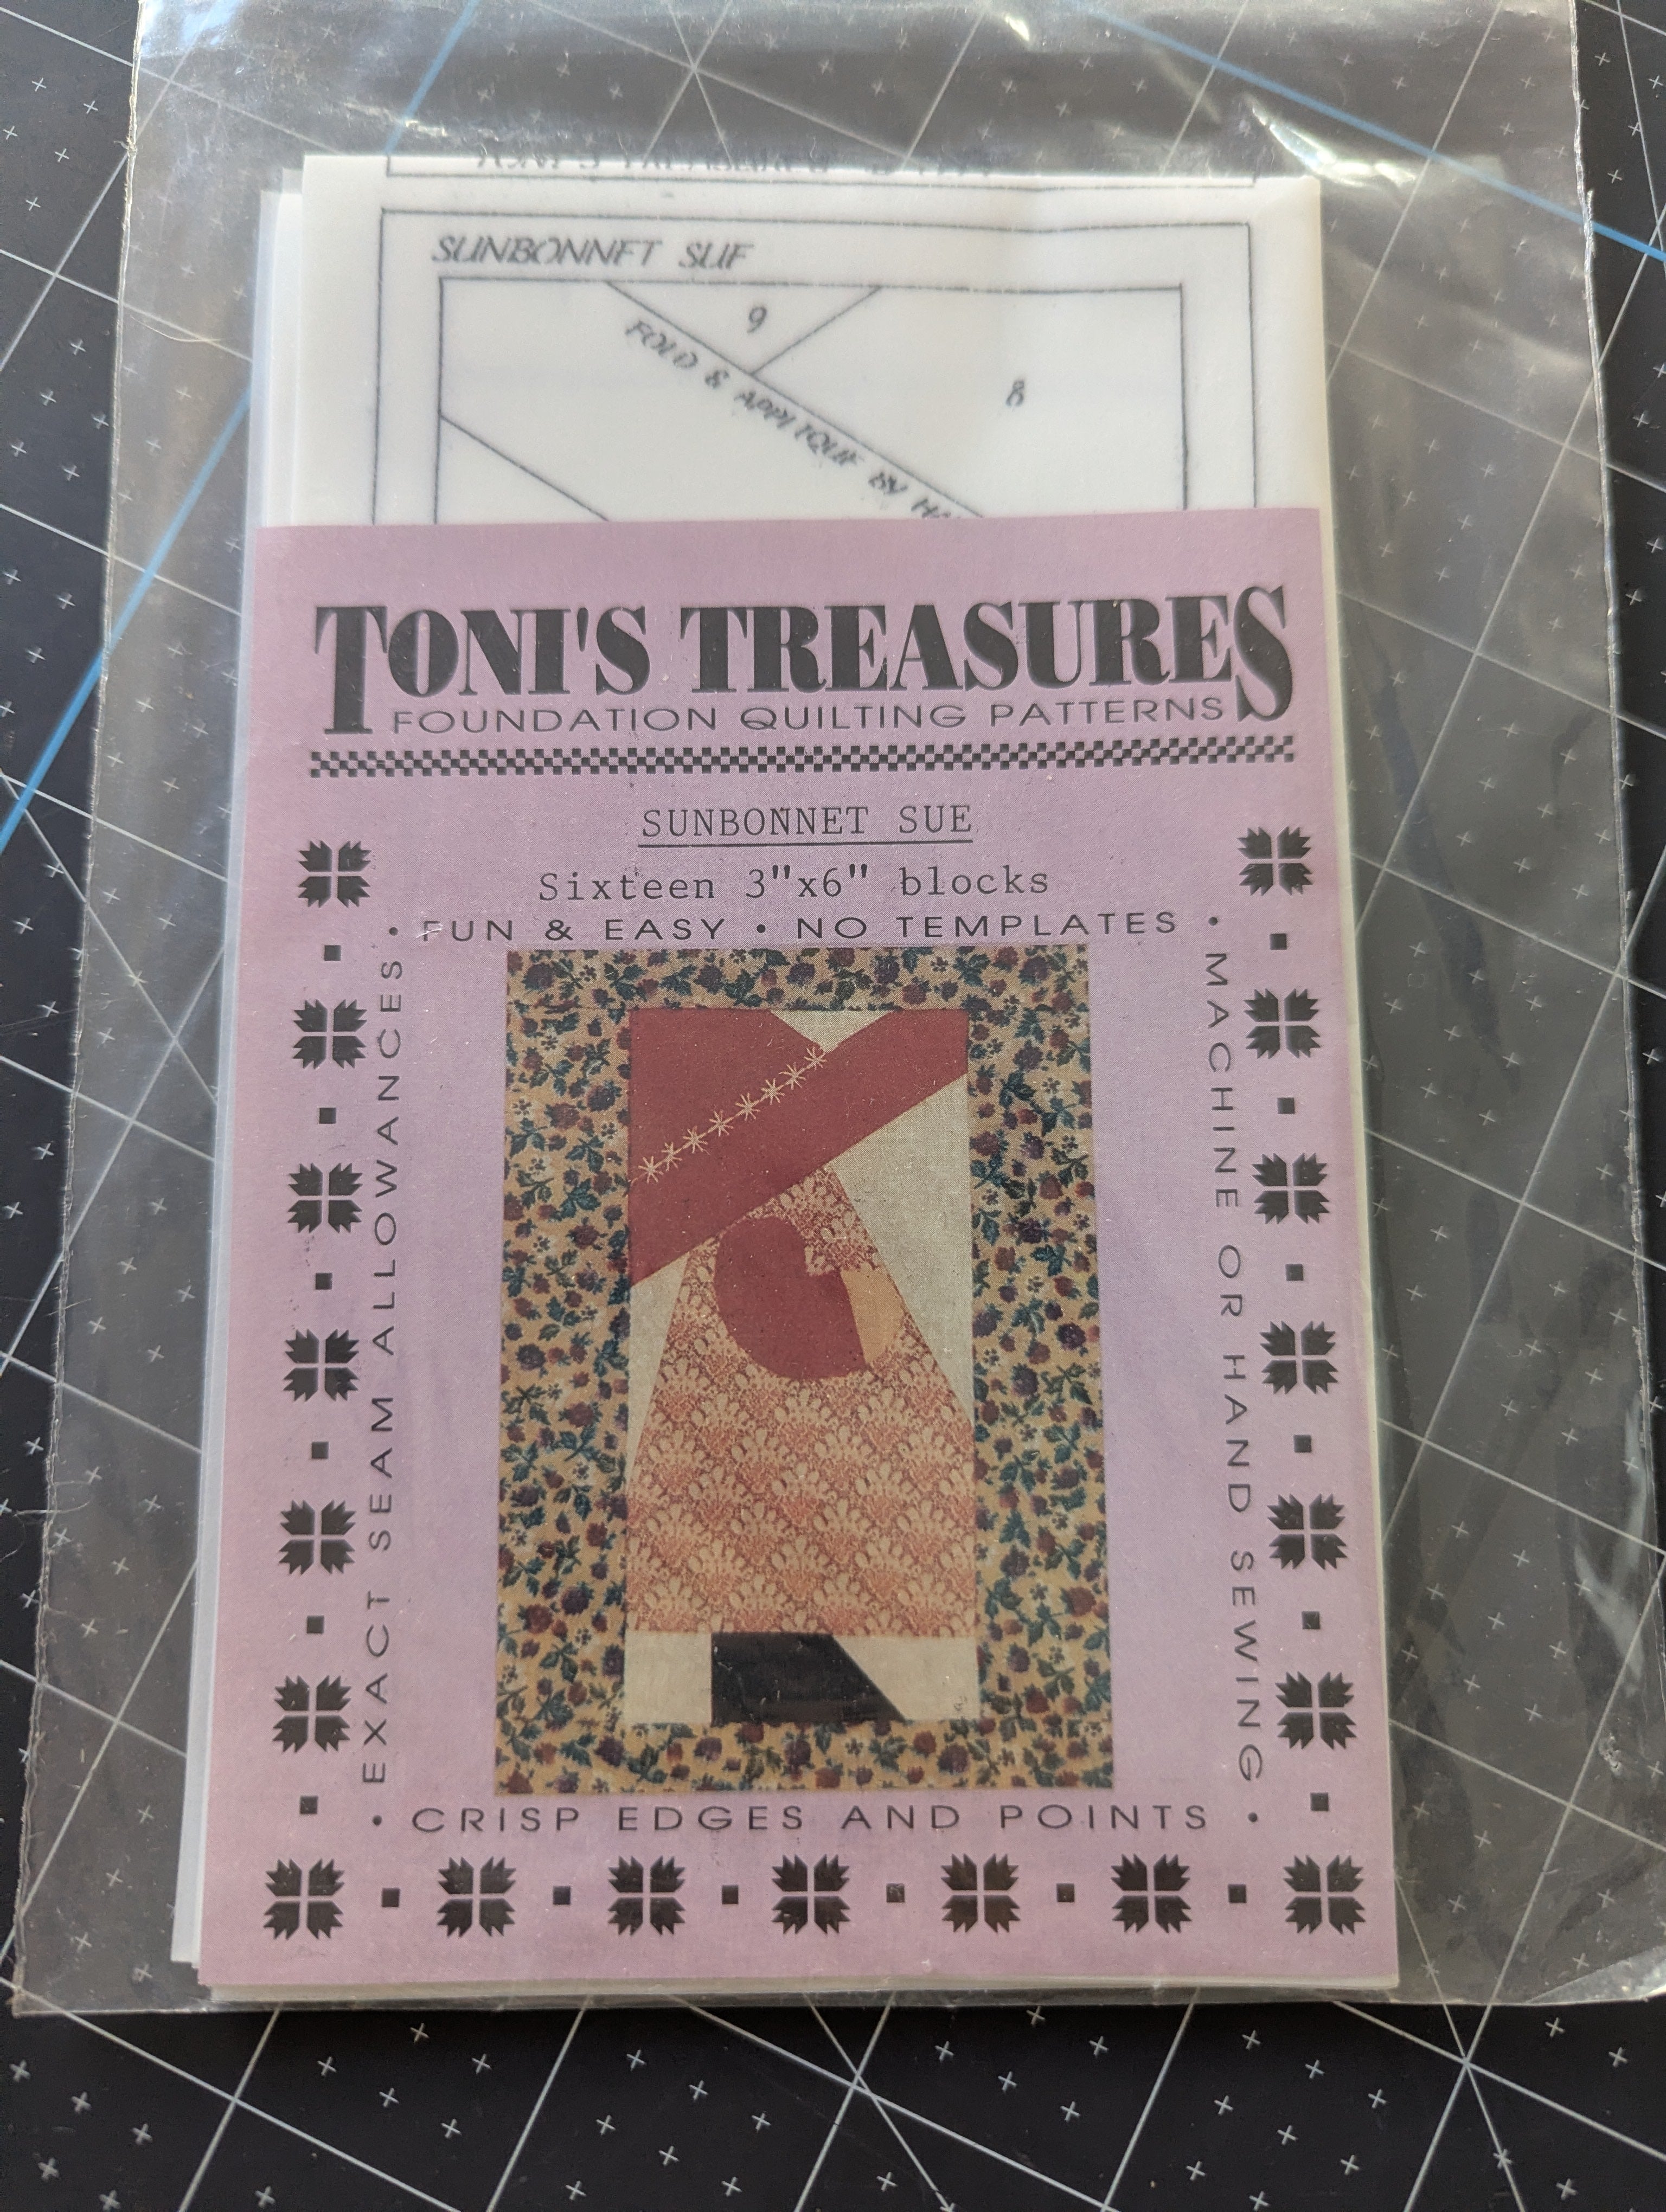 SUNBONNET SUE
9
8
FOLD & APPLIQUE BY
TONI'S TREASURES
FOUNDATION QUILTING PATTERNS
SUNBONNET SUE
Sixteen 3"x6" blocks
• FUN & EASY • NO TEMPLATES •
EXACT SEAM ALLOWANCES
MACHINE OR HAND SEWING
• CRISP EDGES AND POINTS •